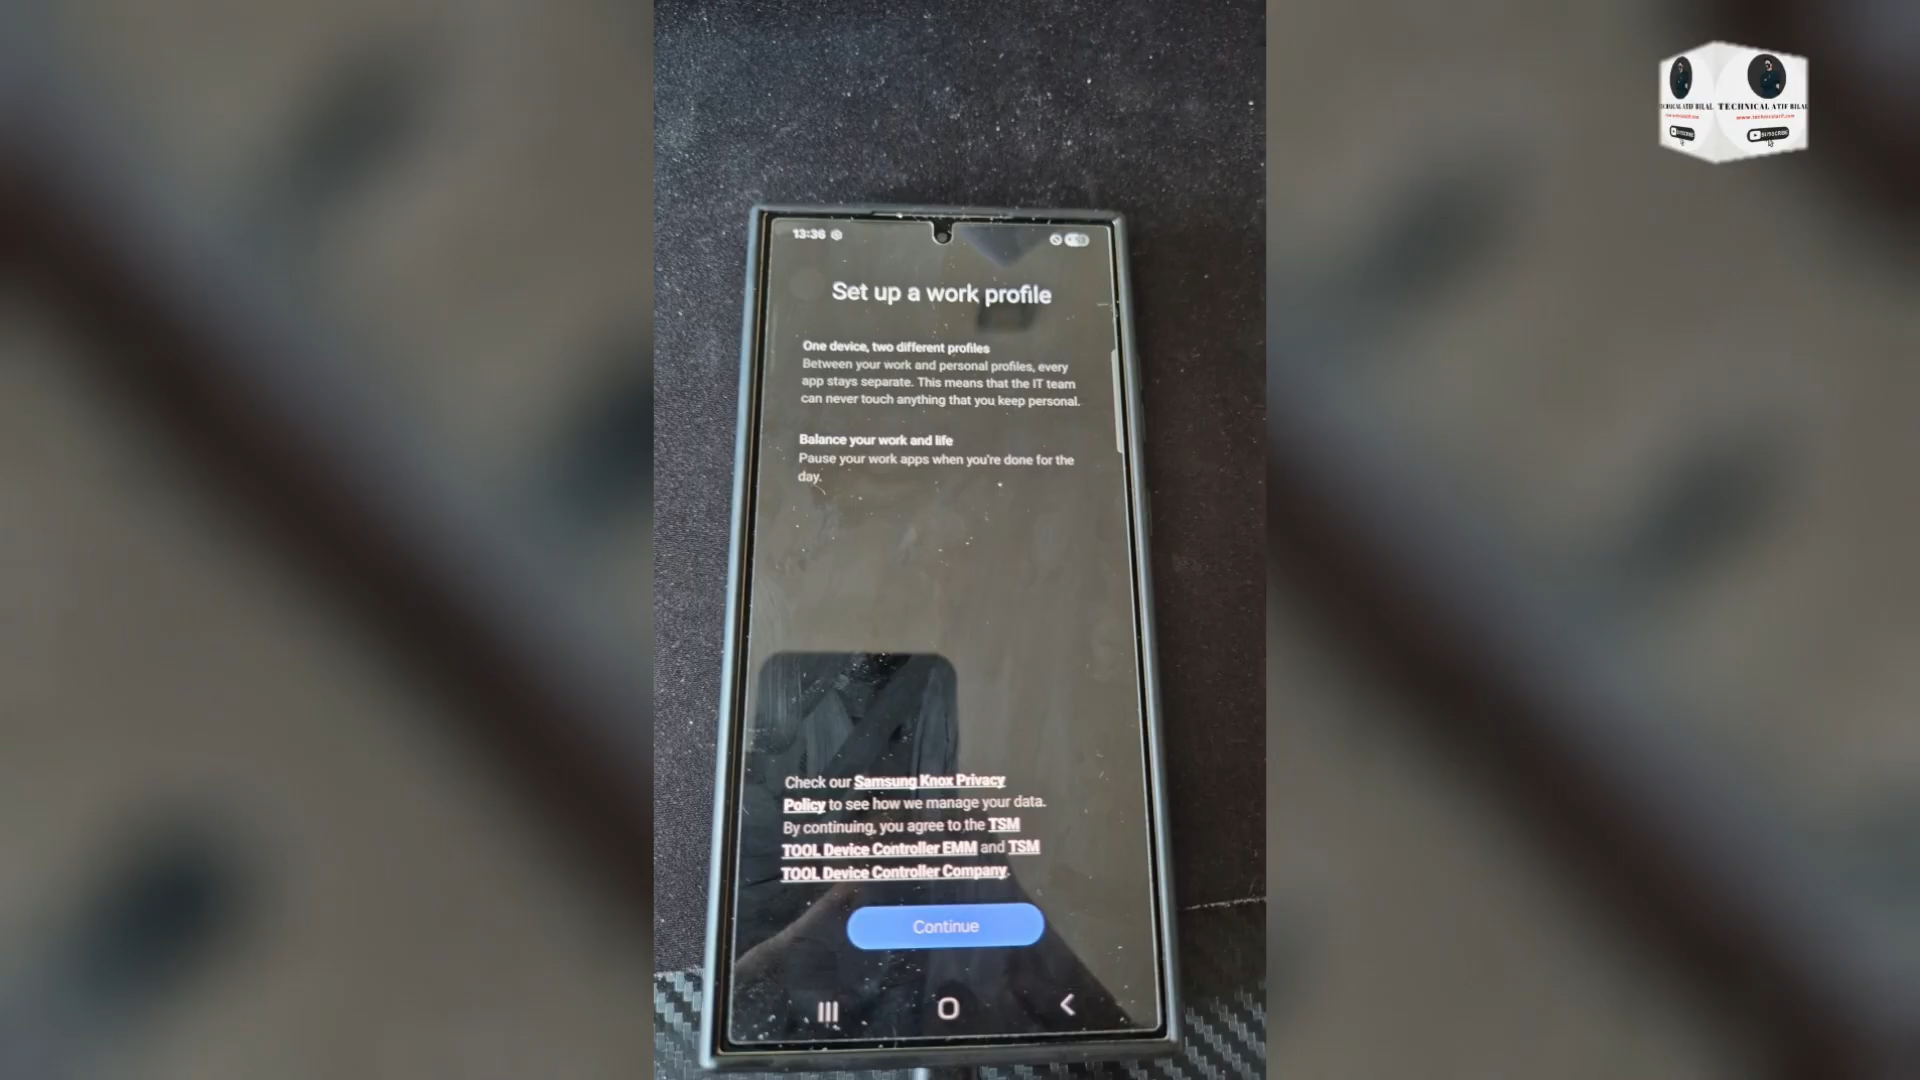 TECHNICAL ATIF BILAL
13:36
Set up a work profile
One device, two different profiles
Between your work and personal profiles, every
app stays separate. This means that the IT team
can never touch anything that you keep personal.
Balance your work and life
Pause your work apps when you're done for the
day.
Check our Samsung Knox Privacy
Policy to see how we manage your data.
By continuing, you agree to the TSM
TOOL Device Controller EMM and TSM
TOOL Device Controller Company.
Continue